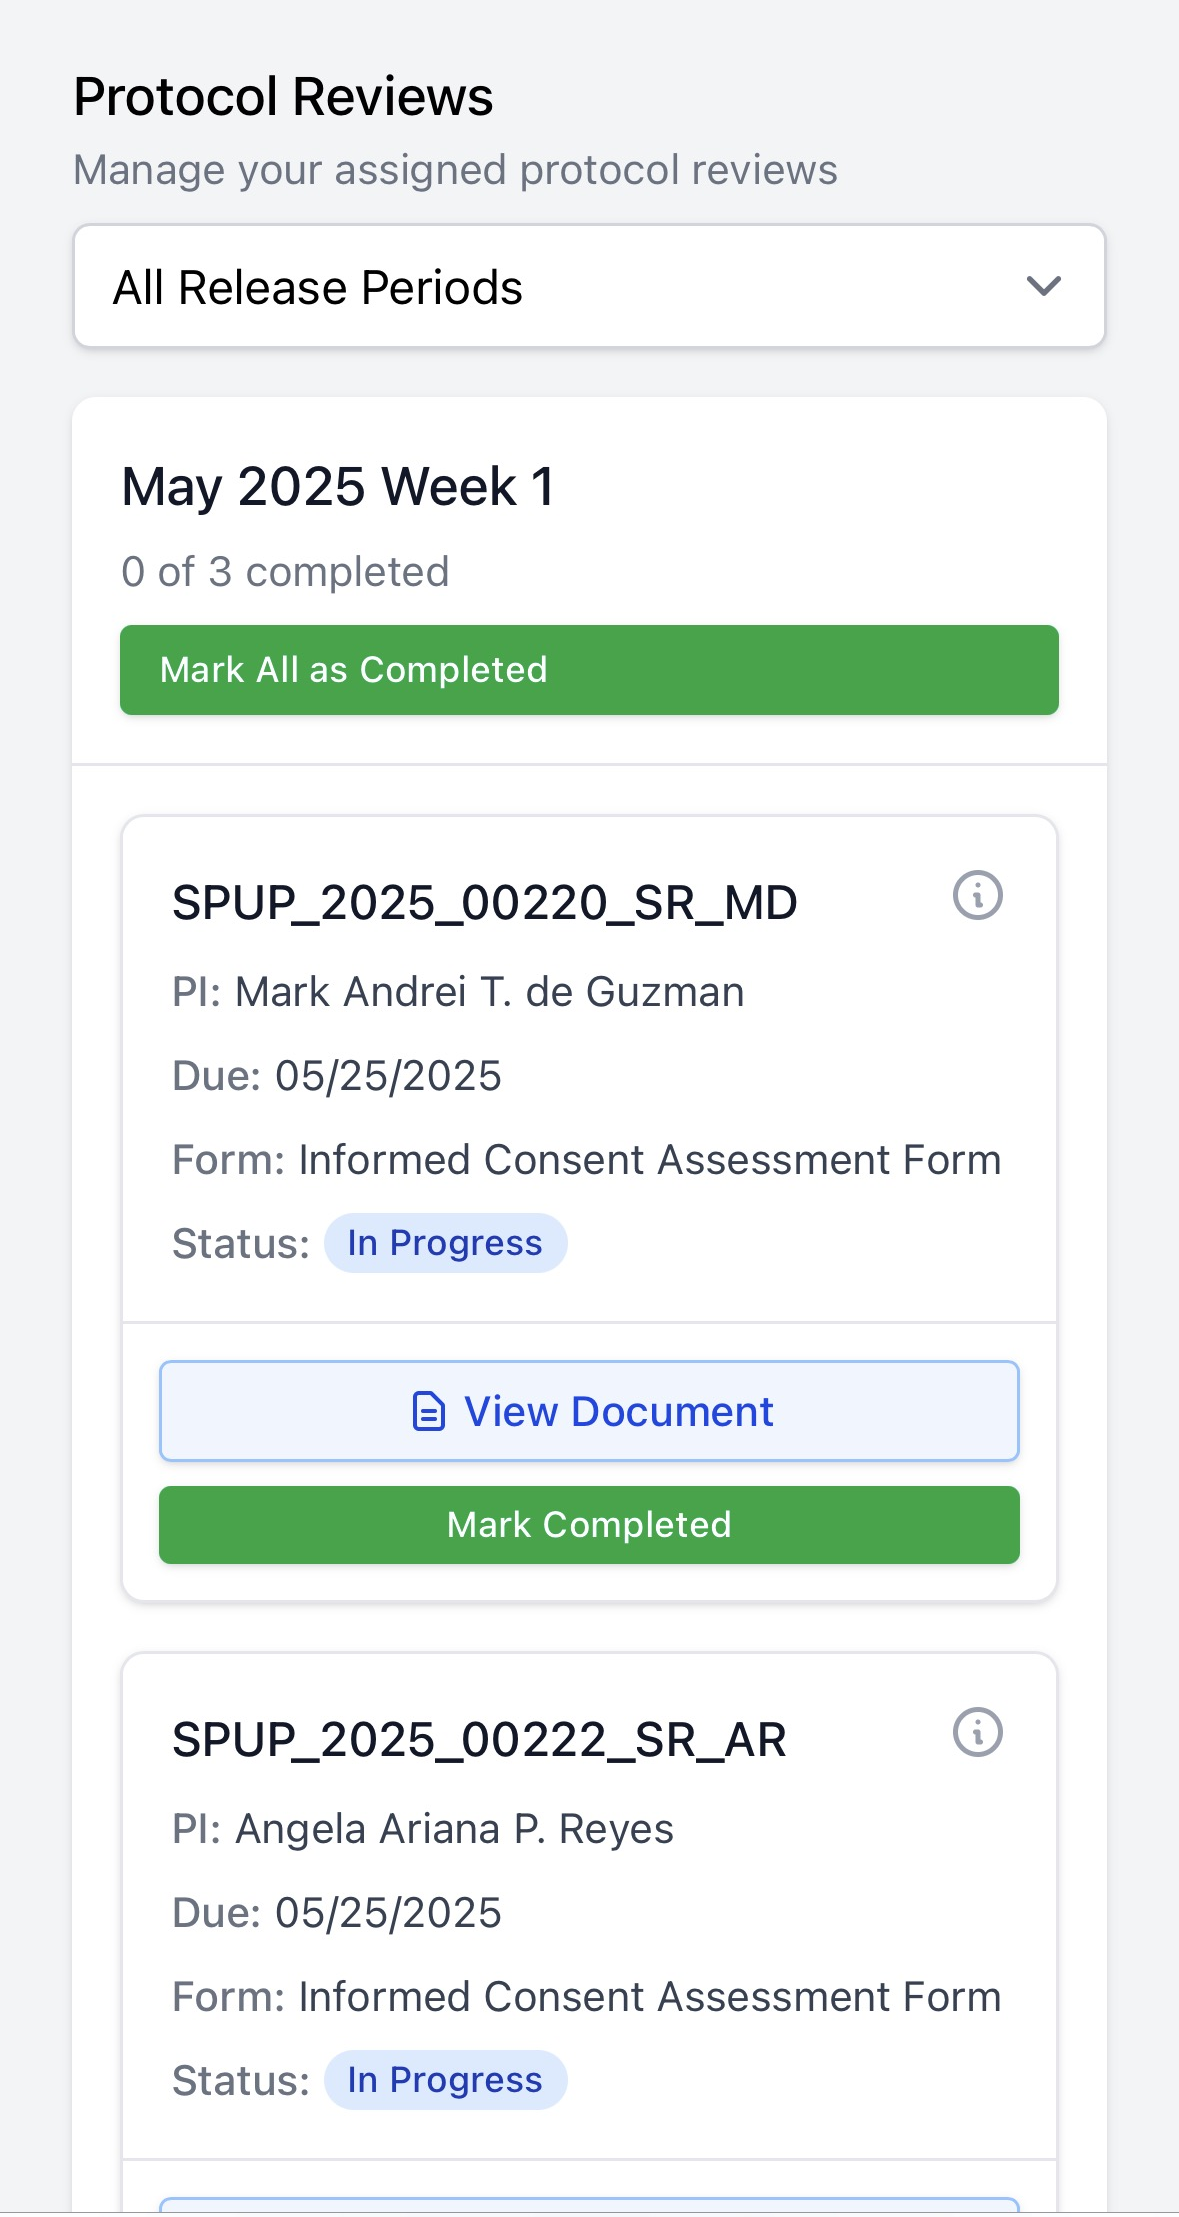 Protocol Reviews
Manage your assigned protocol reviews
All Release Periods
May 2025 Week 1
0 of 3 completed
Mark All as Completed
SPUP_2025_00220_SR_MD
PI: Mark Andrei T. de Guzman
Due: 05/25/2025
Form: Informed Consent Assessment Form
Status: In Progress
View Document
Mark Completed
SPUP_2025_00222_SR_AR
PI: Angela Ariana P. Reyes
Due: 05/25/2025
Form: Informed Consent Assessment Form
Status: In Progress